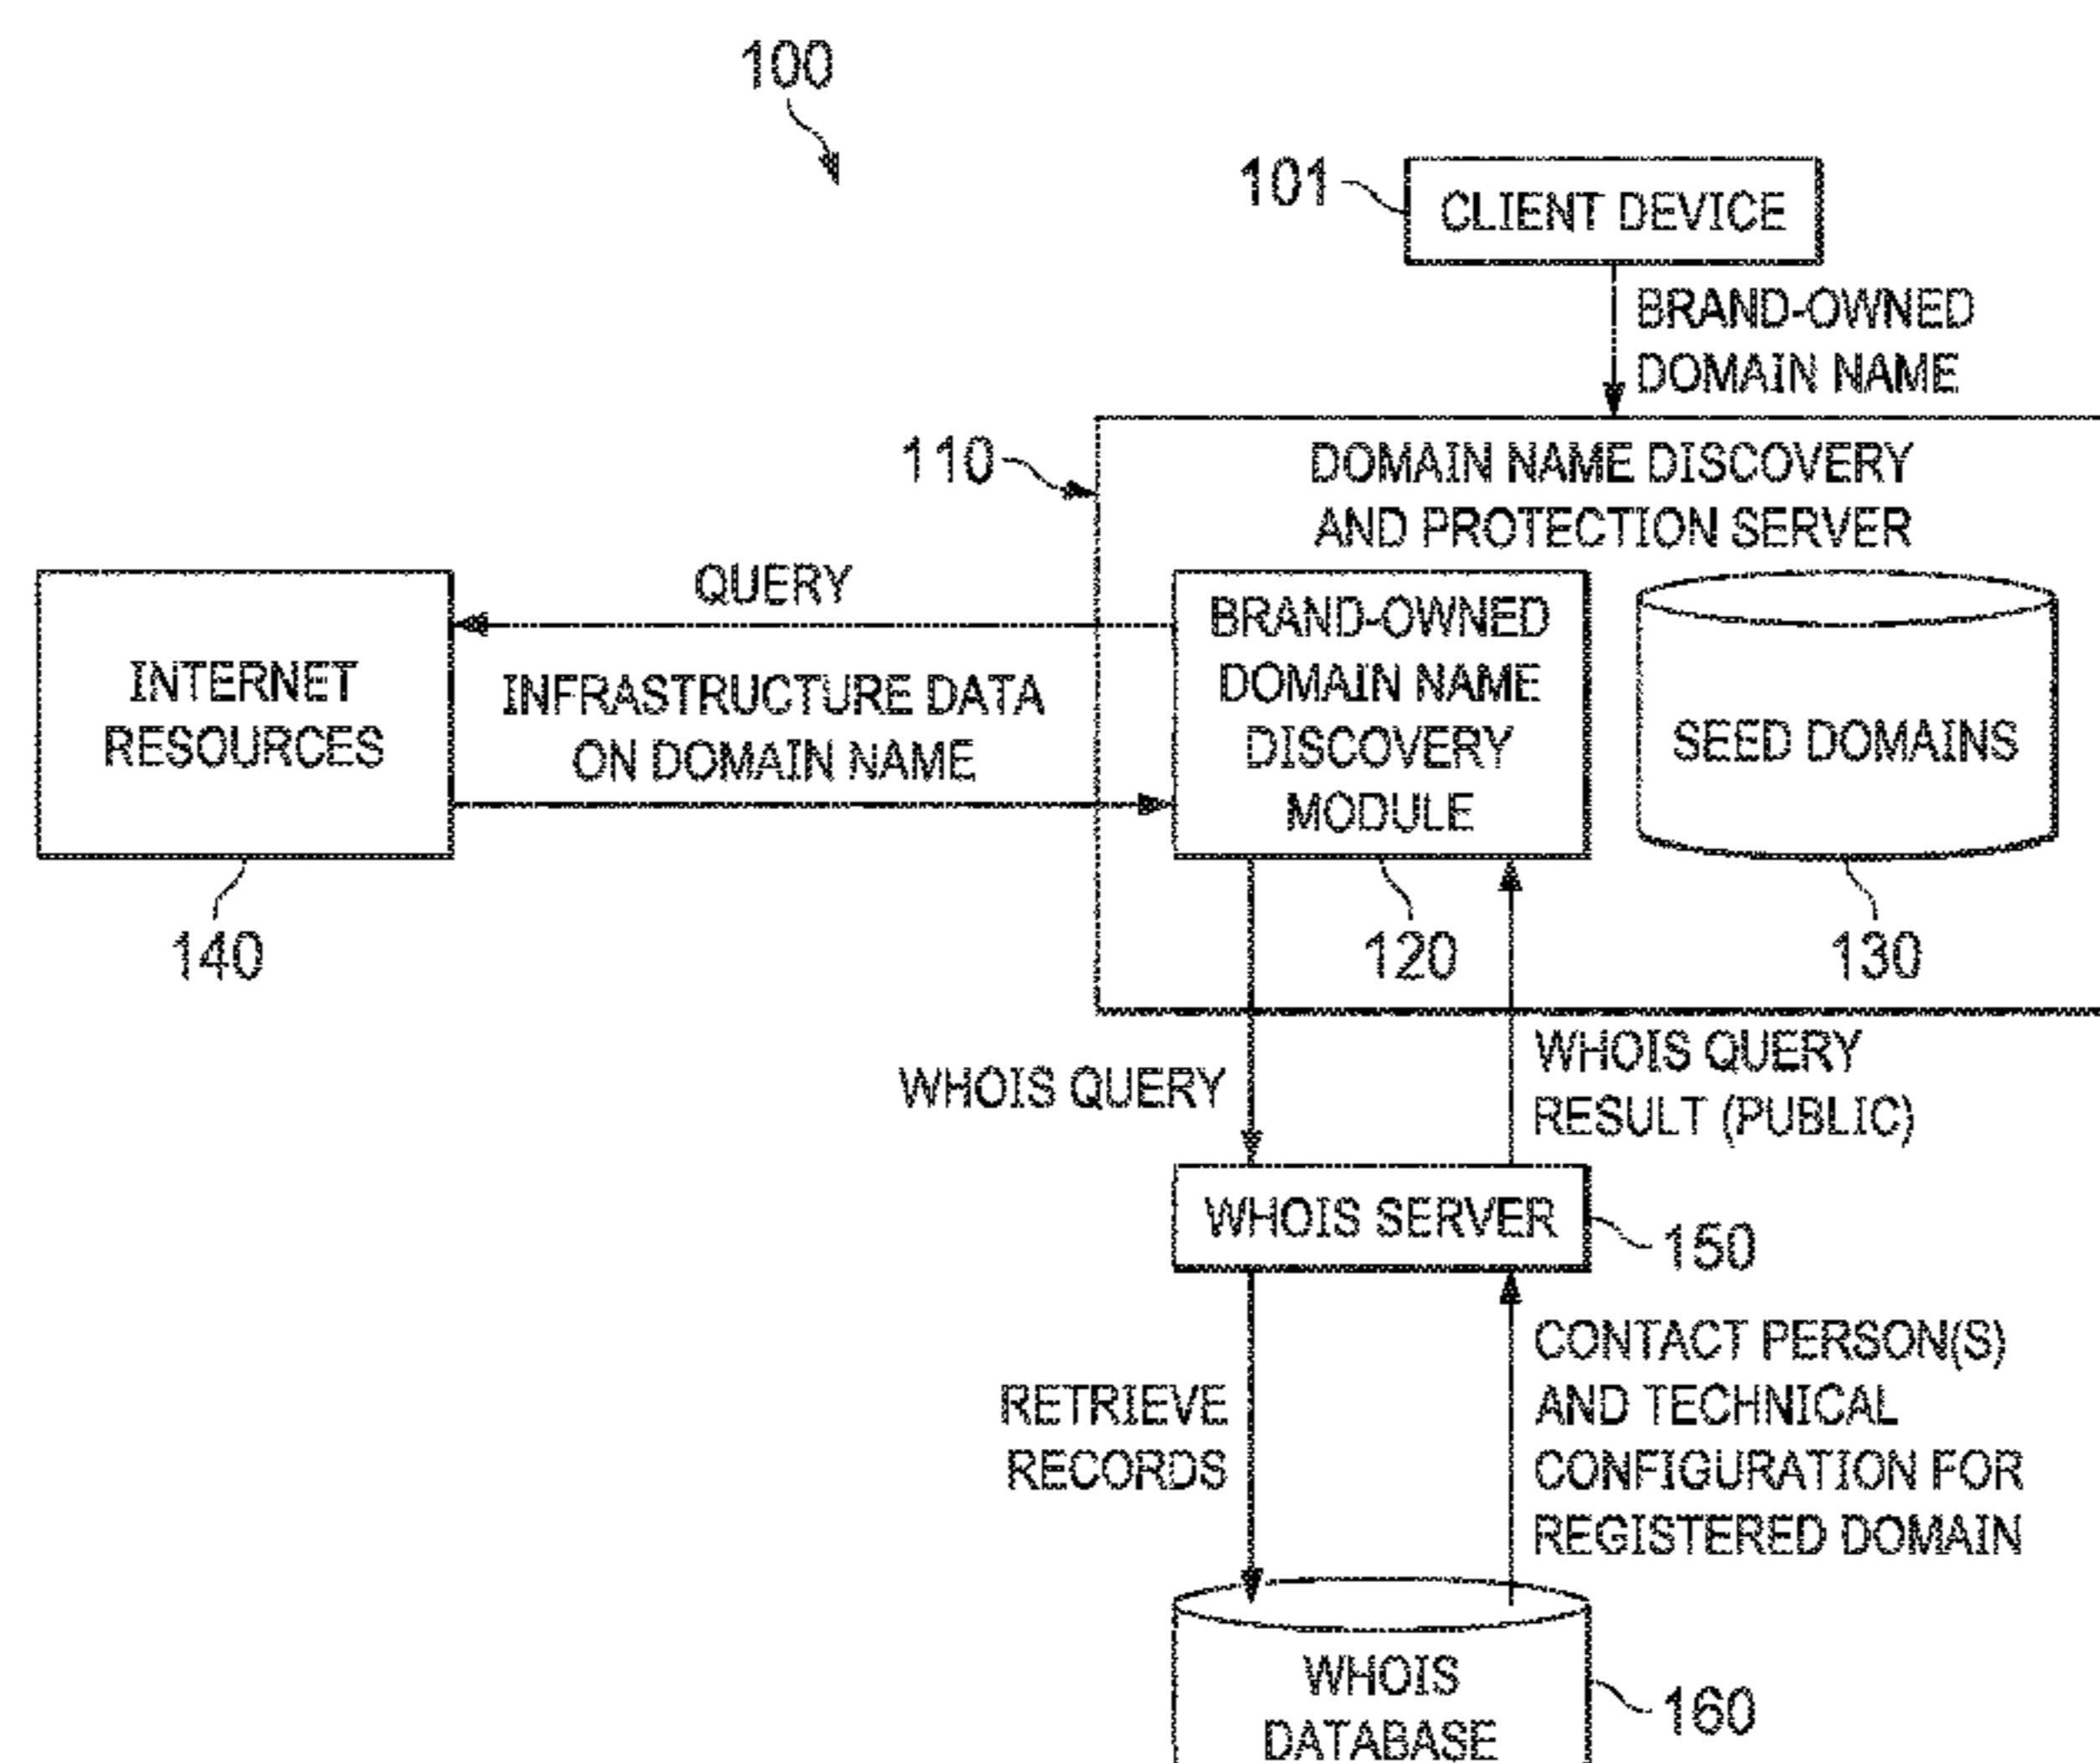 100
101
CLIENT DEVICE
BRAND-OWNED
DOMAIN NAME
110
DOMAIN NAME DISCOVERY
AND PROTECTION SERVER
QUERY
INTERNET
RESOURCES
INFRASTRUCTURE DATA
ON DOMAIN NAME
BRAND-OWNED
DOMAIN NAME
DISCOVERY
MODULE
SEED DOMAINS
140
120
130
WHOIS QUERY
WHOIS QUERY
RESULT (PUBLIC)
WHOIS SERVER
150
RETRIEVE
RECORDS
CONTACT PERSON(S)
AND TECHNICAL
CONFIGURATION FOR
REGISTERED DOMAIN
WHOIS
DATABASE
160